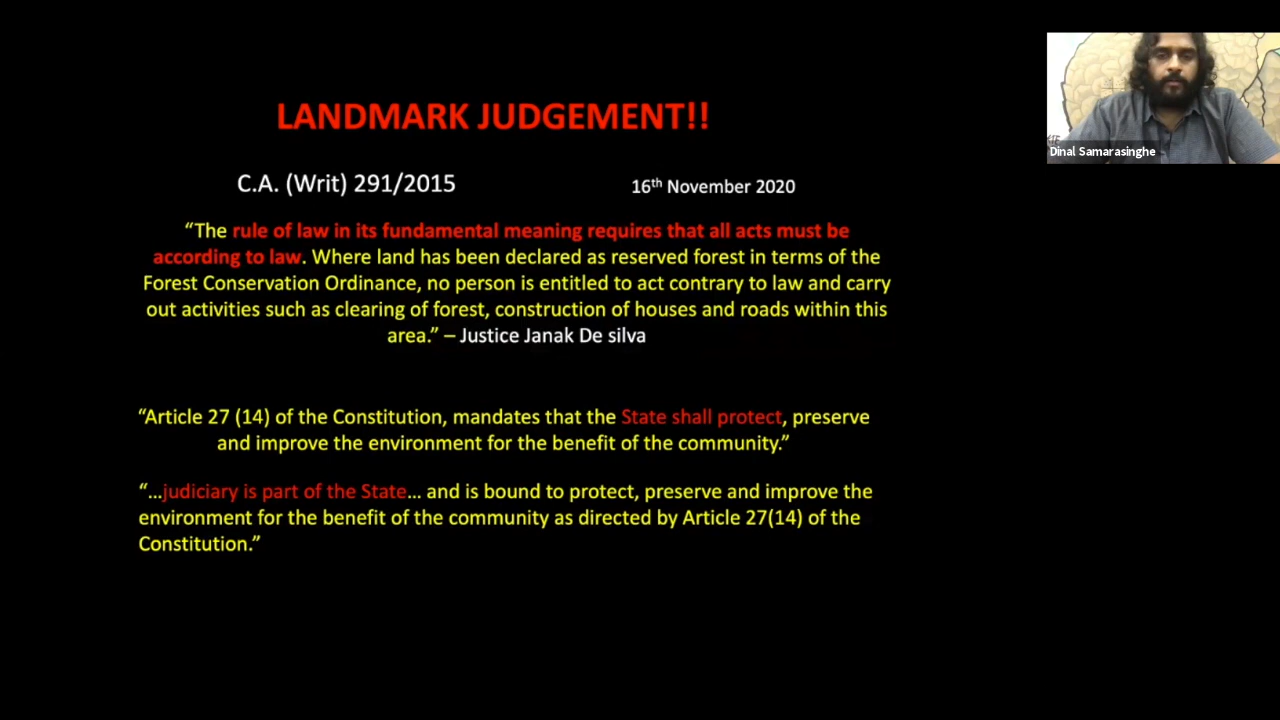 LANDMARK JUDGEMENT!!
C.A. (Writ) 291/2015 16th November 2020
“The rule of law in its fundamental meaning requires that all acts must be
according to law. Where land has been declared as reserved forest in terms of the
Forest Conservation Ordinance, no person is entitled to act contrary to law and carry
out activities such as clearing of forest, construction of houses and roads within this
area.” – Justice Janak De silva
“Article 27 (14) of the Constitution, mandates that the State shall protect, preserve
and improve the environment for the benefit of the community.”
“…judiciary is part of the State… and is bound to protect, preserve and improve the
environment for the benefit of the community as directed by Article 27(14) of the
Constitution.”
Dinal Samarasinghe